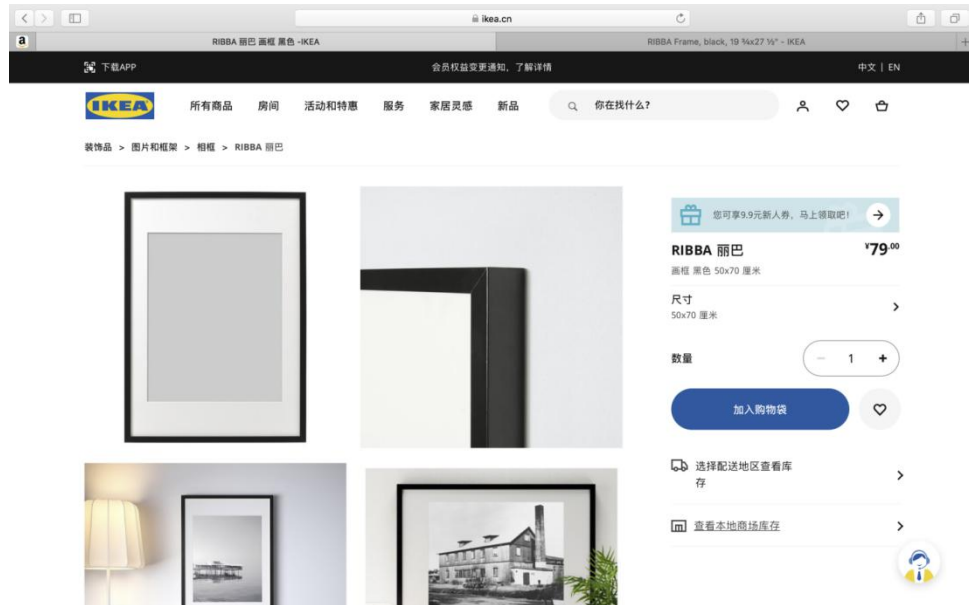 ikea.cn
a
RIBBA 丽巴 画框 黑色 -IKEA
RIBBA Frame, black, 19 ¾x27 ½" - IKEA
下载APP
会员权益变更通知，了解详情
中文 | EN
IKEA
所有商品 房间 活动和特惠 服务 家居灵感 新品
你在找什么?
装饰品 > 图片和框架 > 相框 > RIBBA 丽巴
您可享9.9元新人券，马上领取吧!
RIBBA 丽巴 ¥79.00
画框 黑色 50x70 厘米
尺寸
50x70 厘米
数量 − 1 +
加入购物袋
选择配送地区查看库
存
查看本地商场库存